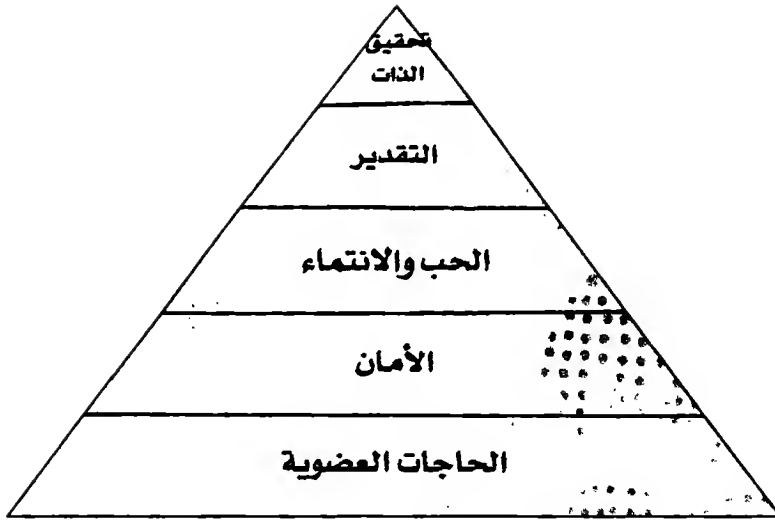 تحقيق
الذات
التقدير
الحب والانتماء
الأمان
الحاجات العضوية